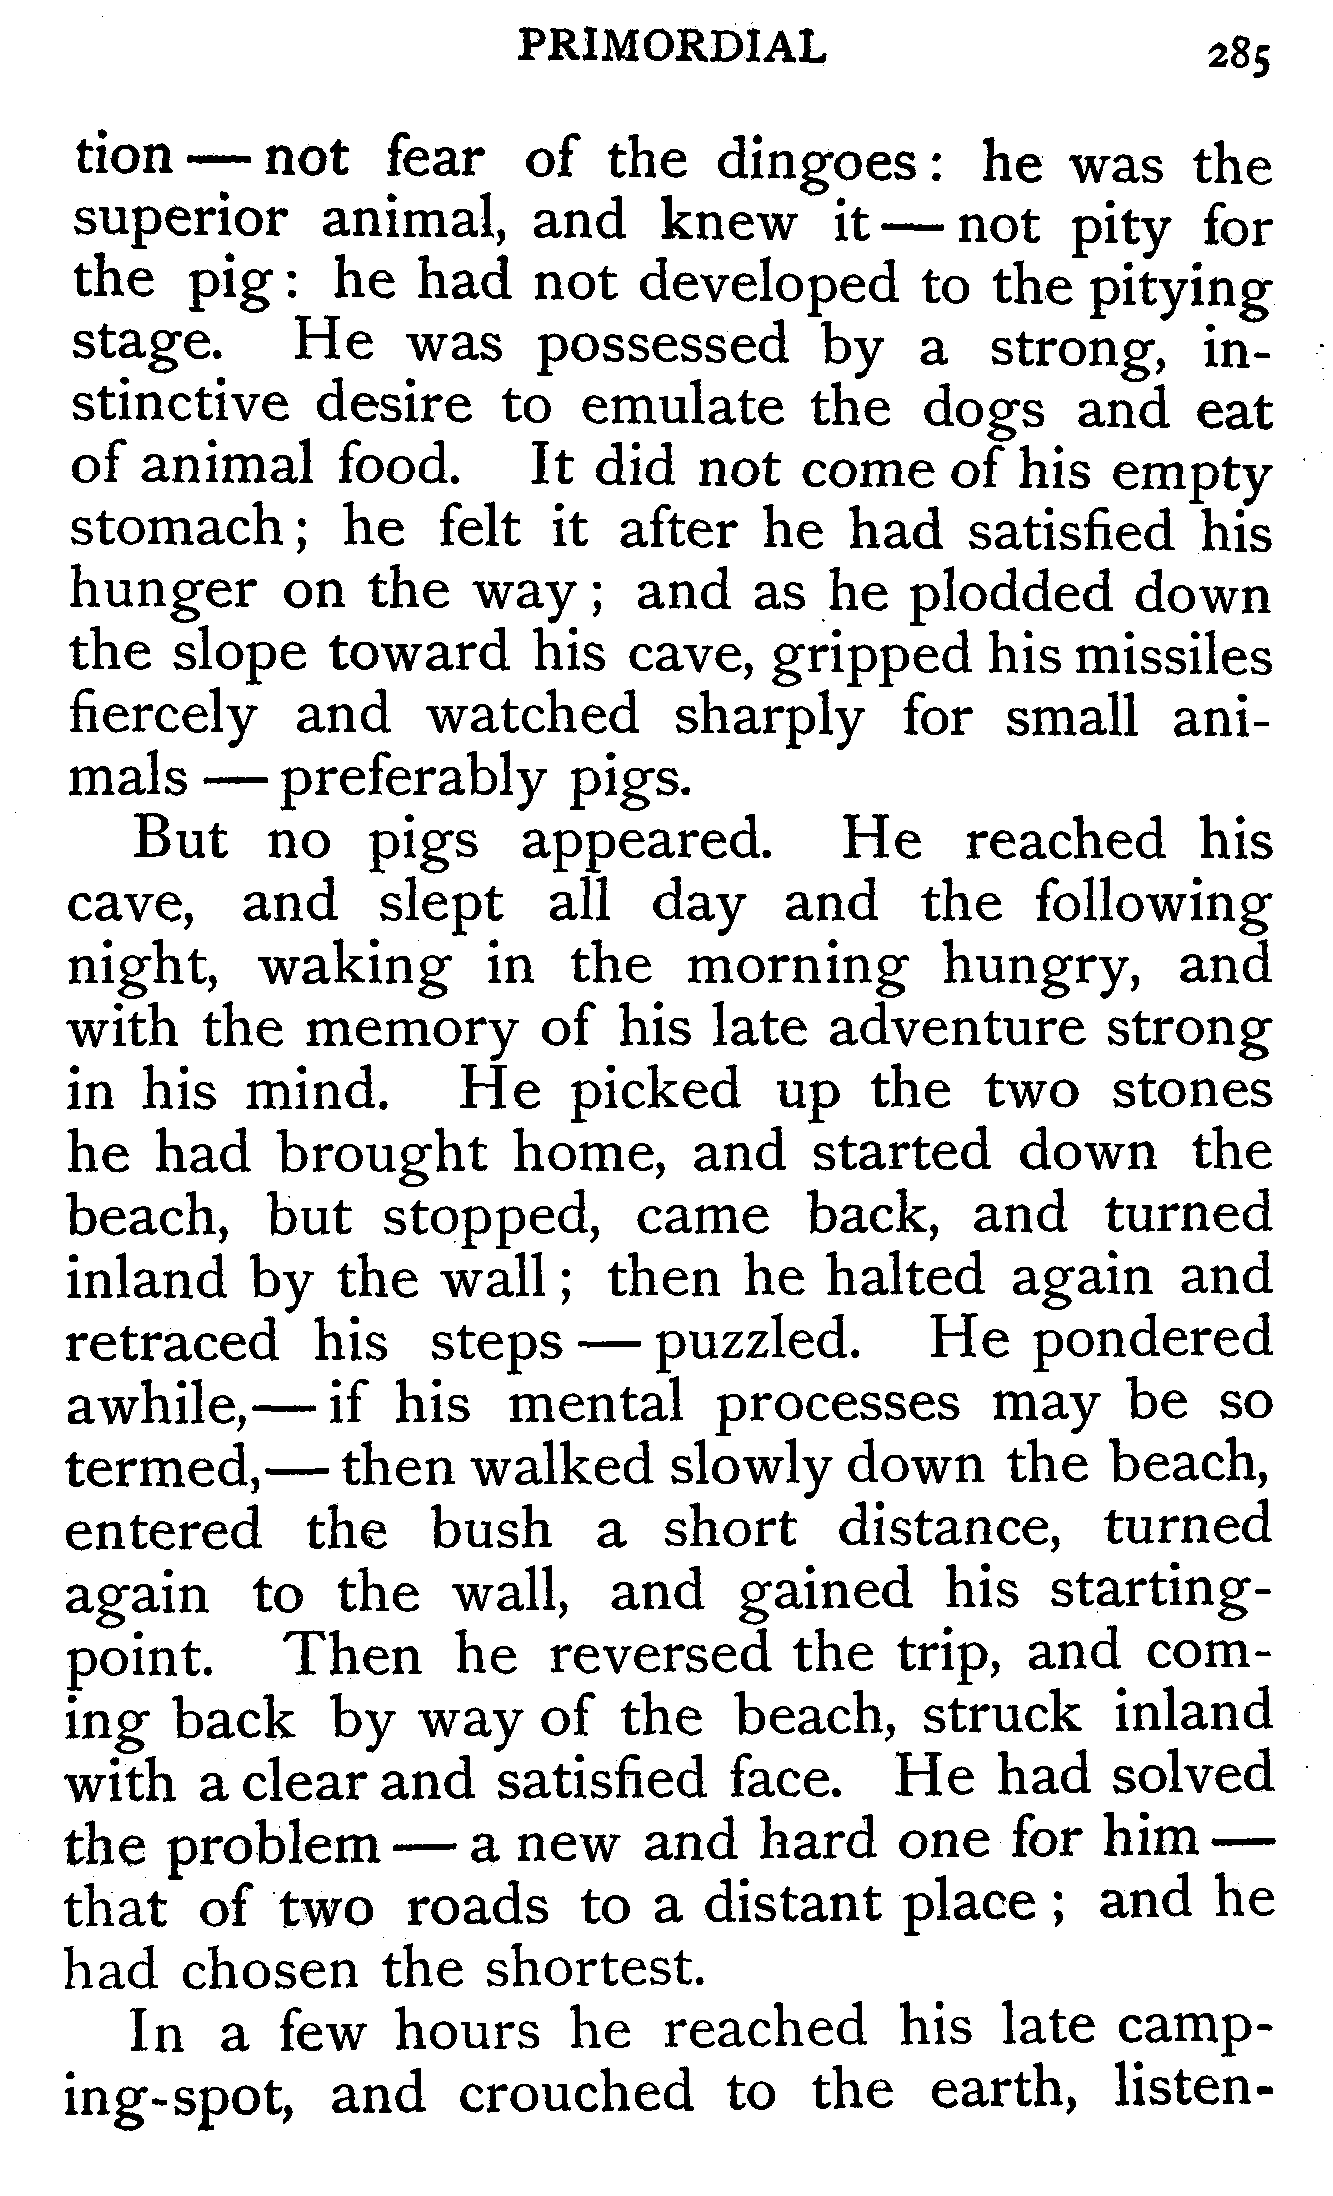 PRIMORDIAL 285
tion — not fear of the dingoes: he was the
superior animal, and knew it — not pity for
the pig: he had not developed to the pitying
stage. He was possessed by a strong, in-
stinctive desire to emulate the dogs and eat
of animal food. It did not come of his empty
stomach; he felt it after he had satisfied his
hunger on the way; and as he plodded down
the slope toward his cave, gripped his missiles
fiercely and watched sharply for small ani-
mals — preferably pigs.
But no pigs appeared. He reached his
cave, and slept all day and the following
night, waking in the morning hungry, and
with the memory of his late adventure strong
in his mind. He picked up the two stones
he had brought home, and started down the
beach, but stopped, came back, and turned
inland by the wall; then he halted again and
retraced his steps — puzzled. He pondered
awhile,— if his mental processes may be so
termed,— then walked slowly down the beach,
entered the bush a short distance, turned
again to the wall, and gained his starting-
point. Then he reversed the trip, and com-
ing back by way of the beach, struck inland
with a clear and satisfied face. He had solved
the problem — a new and hard one for him —
that of two roads to a distant place; and he
had chosen the shortest.
In a few hours he reached his late camp-
ing-spot, and crouched to the earth, listen-